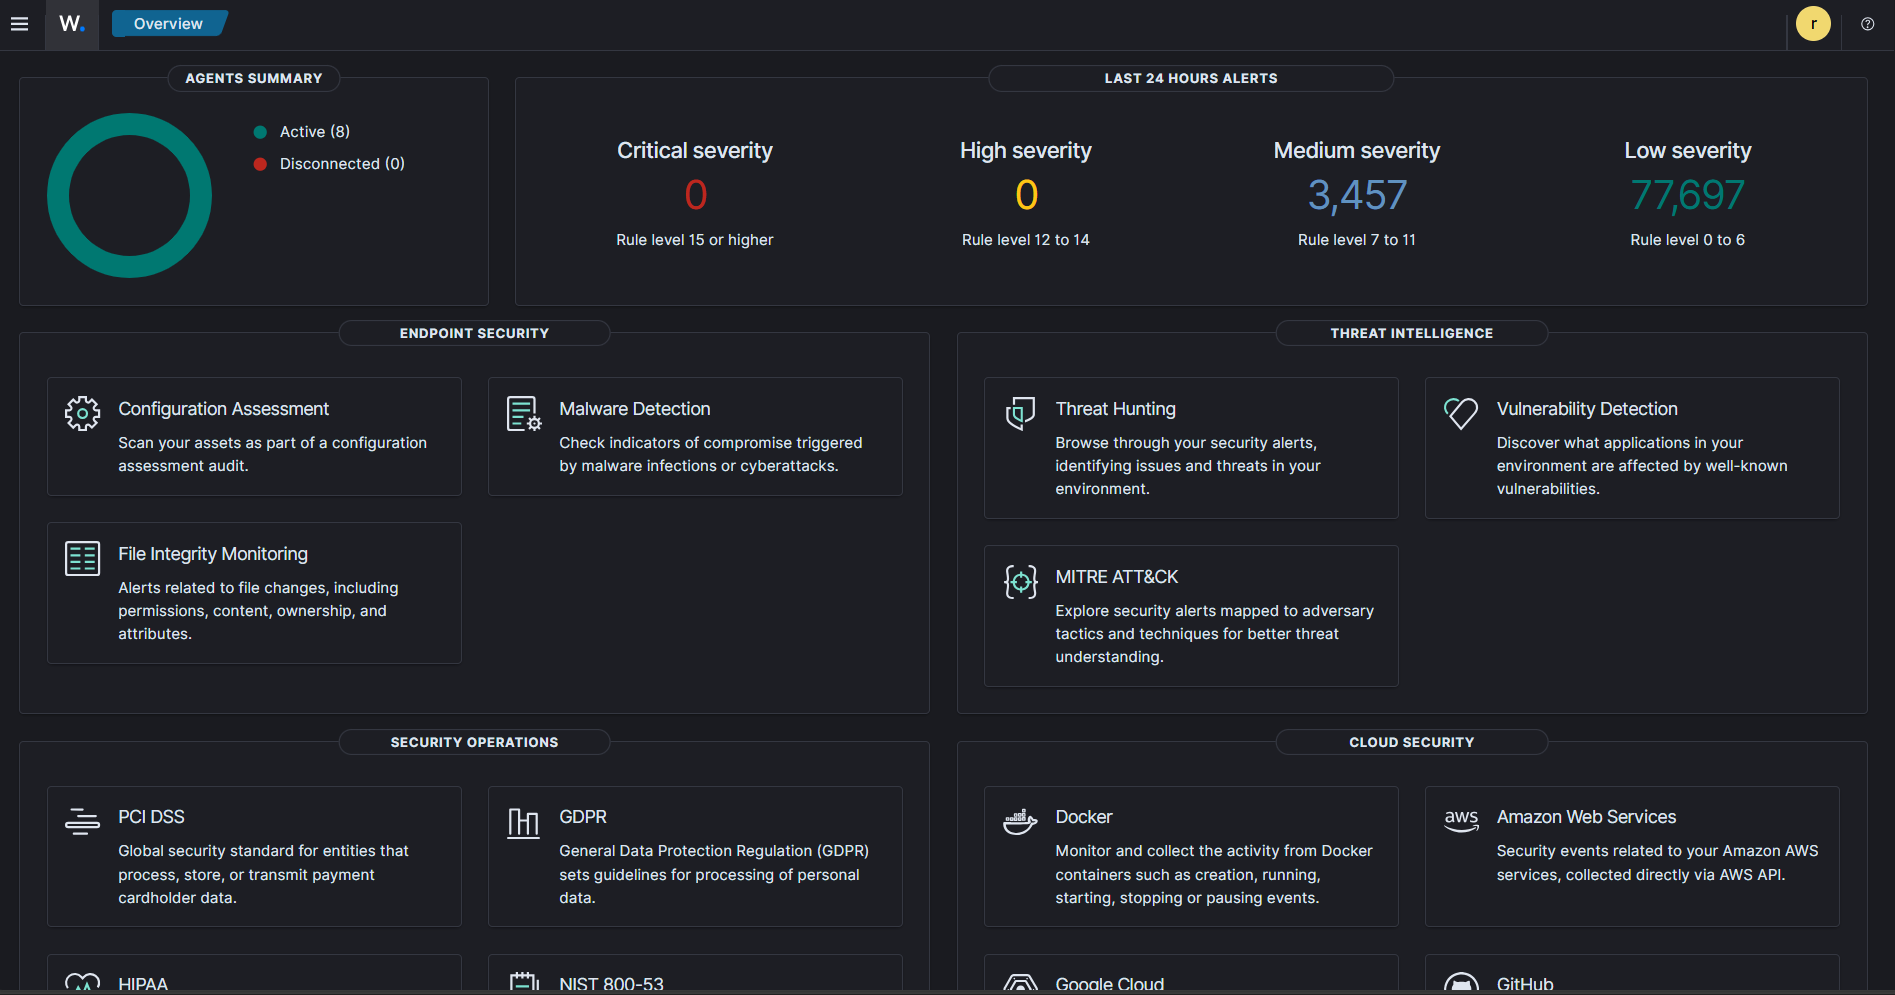 W.
Overview
r
AGENTS SUMMARY
Active (8)
Disconnected (0)
LAST 24 HOURS ALERTS
Critical severity
0
Rule level 15 or higher
High severity
0
Rule level 12 to 14
Medium severity
3,457
Rule level 7 to 11
Low severity
77,697
Rule level 0 to 6
ENDPOINT SECURITY
Configuration Assessment
Scan your assets as part of a configuration
assessment audit.
Malware Detection
Check indicators of compromise triggered
by malware infections or cyberattacks.
File Integrity Monitoring
Alerts related to file changes, including
permissions, content, ownership, and
attributes.
THREAT INTELLIGENCE
Threat Hunting
Browse through your security alerts,
identifying issues and threats in your
environment.
Vulnerability Detection
Discover what applications in your
environment are affected by well-known
vulnerabilities.
MITRE ATT&CK
Explore security alerts mapped to adversary
tactics and techniques for better threat
understanding.
SECURITY OPERATIONS
PCI DSS
Global security standard for entities that
process, store, or transmit payment
cardholder data.
GDPR
General Data Protection Regulation (GDPR)
sets guidelines for processing of personal
data.
HIPAA
NIST 800-53
CLOUD SECURITY
Docker
Monitor and collect the activity from Docker
containers such as creation, running,
starting, stopping or pausing events.
aws
Amazon Web Services
Security events related to your Amazon AWS
services, collected directly via AWS API.
Google Cloud
GitHub